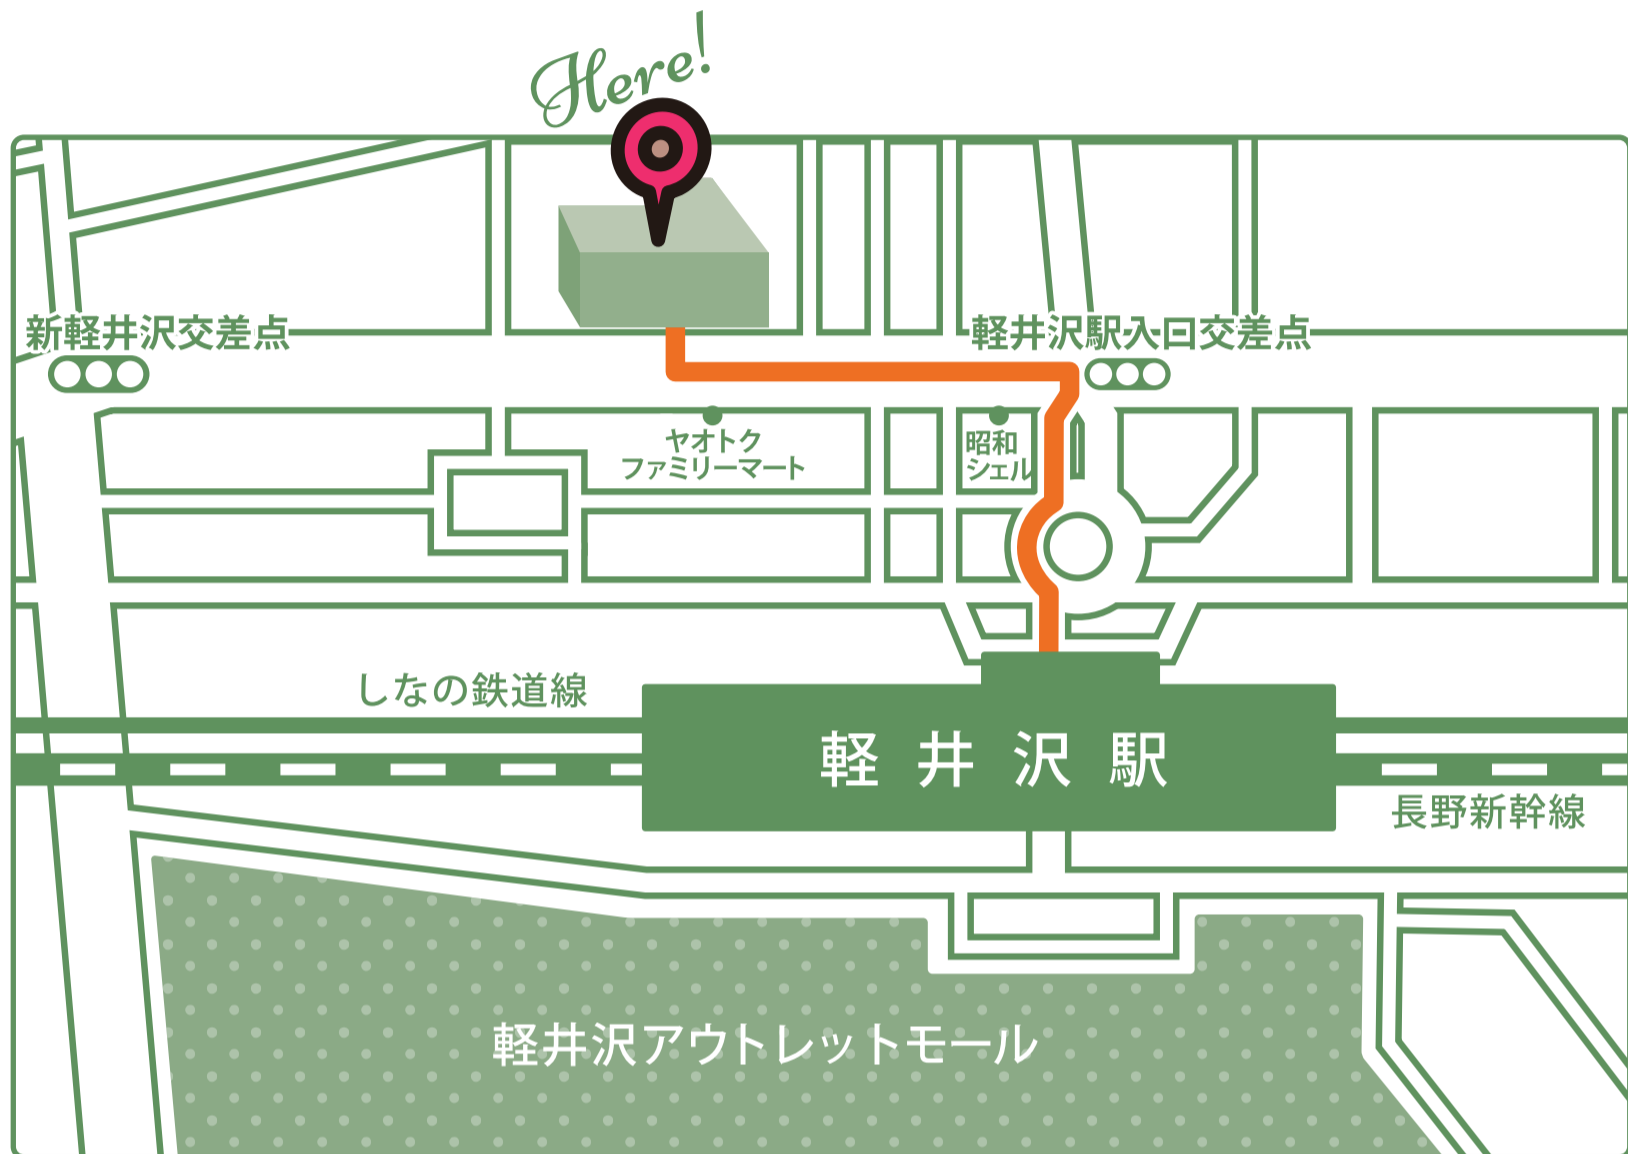 Here!
新軽井沢交差点
軽井沢駅入口交差点
ヤオトク
ファミリーマート
昭和
シェル
しなの鉄道線
軽井沢駅
長野新幹線
軽井沢アウトレットモール